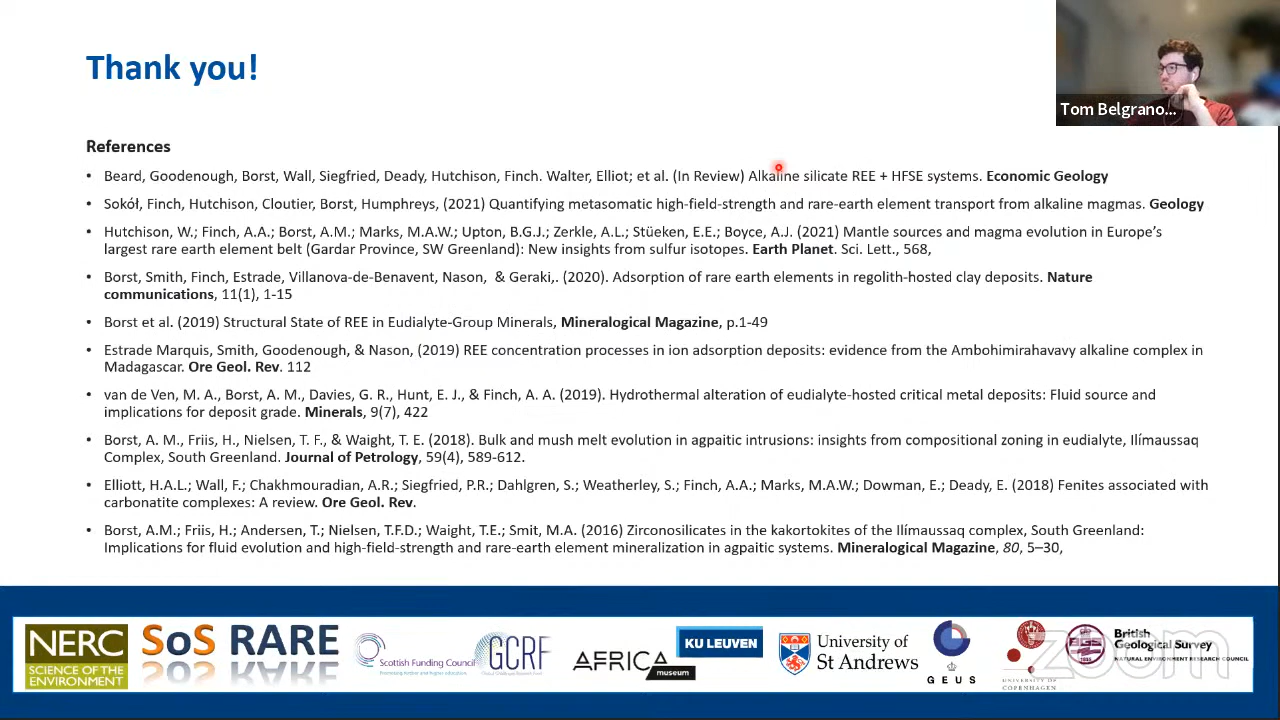 Thank you!
Tom Belgrano...
References
• Beard, Goodenough, Borst, Wall, Siegfried, Deady, Hutchison, Finch. Walter, Elliot; et al. (In Review) Alkaline silicate REE + HFSE systems. Economic Geology
• Sokół, Finch, Hutchison, Cloutier, Borst, Humphreys, (2021) Quantifying metasomatic high-field-strength and rare-earth element transport from alkaline magmas. Geology
• Hutchison, W.; Finch, A.A.; Borst, A.M.; Marks, M.A.W.; Upton, B.G.J.; Zerkle, A.L.; Stüeken, E.E.; Boyce, A.J. (2021) Mantle sources and magma evolution in Europe's
largest rare earth element belt (Gardar Province, SW Greenland): New insights from sulfur isotopes. Earth Planet. Sci. Lett., 568,
• Borst, Smith, Finch, Estrade, Villanova-de-Benavent, Nason, & Geraki,. (2020). Adsorption of rare earth elements in regolith-hosted clay deposits. Nature
communications, 11(1), 1-15
• Borst et al. (2019) Structural State of REE in Eudialyte-Group Minerals, Mineralogical Magazine, p.1-49
• Estrade Marquis, Smith, Goodenough, & Nason, (2019) REE concentration processes in ion adsorption deposits: evidence from the Ambohimirahavavy alkaline complex in
Madagascar. Ore Geol. Rev. 112
• van de Ven, M. A., Borst, A. M., Davies, G. R., Hunt, E. J., & Finch, A. A. (2019). Hydrothermal alteration of eudialyte-hosted critical metal deposits: Fluid source and
implications for deposit grade. Minerals, 9(7), 422
• Borst, A. M., Friis, H., Nielsen, T. F., & Waight, T. E. (2018). Bulk and mush melt evolution in agpaitic intrusions: insights from compositional zoning in eudialyte, Ilímaussaq
Complex, South Greenland. Journal of Petrology, 59(4), 589-612.
• Elliott, H.A.L.; Wall, F.; Chakhmouradian, A.R.; Siegfried, P.R.; Dahlgren, S.; Weatherley, S.; Finch, A.A.; Marks, M.A.W.; Dowman, E.; Deady, E. (2018) Fenites associated with
carbonatite complexes: A review. Ore Geol. Rev.
• Borst, A.M.; Friis, H.; Andersen, T.; Nielsen, T.F.D.; Waight, T.E.; Smit, M.A. (2016) Zirconosilicates in the kakortokites of the Ilímaussaq complex, South Greenland:
Implications for fluid evolution and high-field-strength and rare-earth element mineralization in agpaitic systems. Mineralogical Magazine, 80, 5–30,
NERC
SCIENCE OF THE
ENVIRONMENT
SoS RARE
Scottish Funding Council
Promoting further and higher education
GCRF
AFRICA
museum
KU LEUVEN
University of
St Andrews
GEUS
UNIVERSITY OF
COPENHAGEN
BGS
British
Geological Survey
NATURAL ENVIRONMENT RESEARCH COUNCIL
zoom